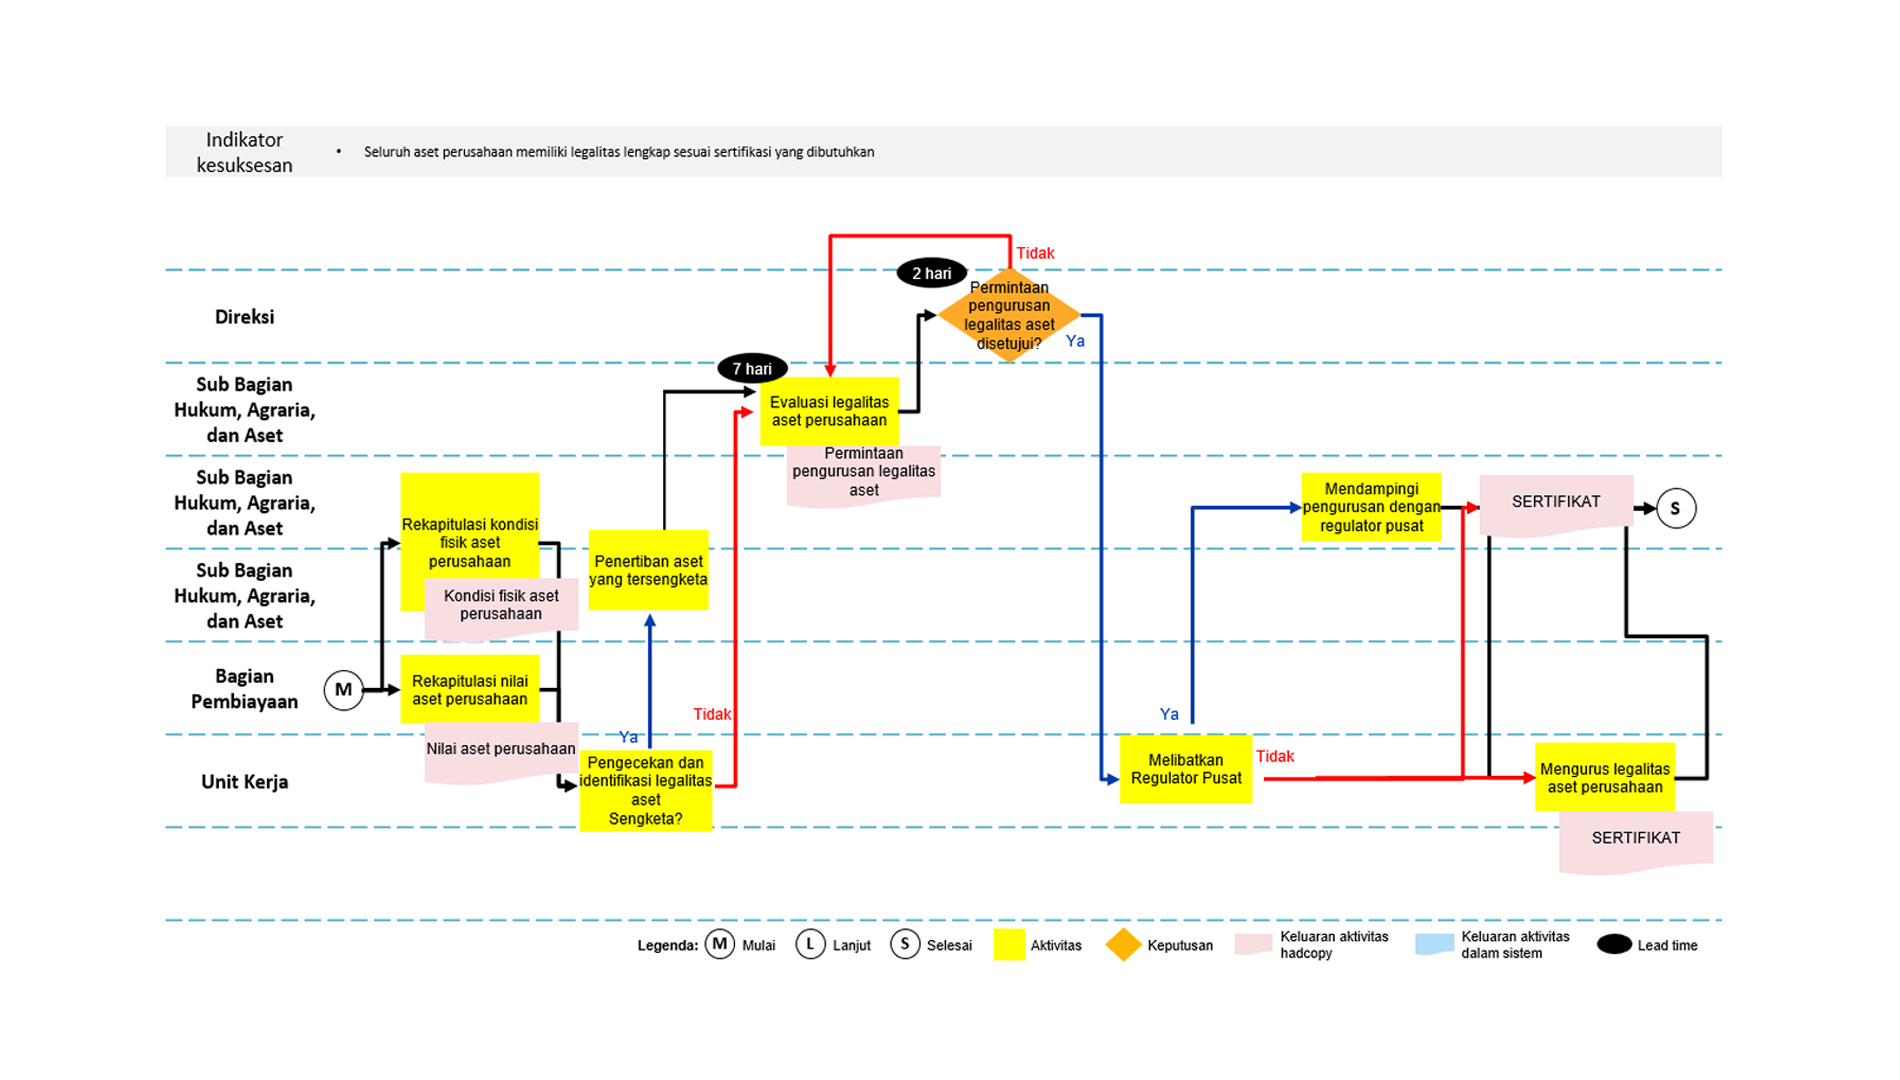 Indikator
kesuksesan
• Seluruh aset perusahaan memiliki legalitas lengkap sesuai sertifikasi yang dibutuhkan
Tidak
2 hari
Direksi
Permintaan
pengurusan
legalitas aset
disetujui?
Ya
7 hari
Sub Bagian
Hukum, Agraria,
dan Aset
Evaluasi legalitas
aset perusahaan
Permintaan
pengurusan legalitas
aset
Sub Bagian
Hukum, Agraria,
dan Aset
Rekapitulasi kondisi
fisik aset
perusahaan
Mendampingi
pengurusan dengan
regulator pusat
SERTIFIKAT
S
Sub Bagian
Hukum, Agraria,
dan Aset
Kondisi fisik aset
perusahaan
Penertiban aset
yang tersengketa
Bagian
Pembiayaan
M
Rekapitulasi nilai
aset perusahaan
Nilai aset perusahaan
Ya
Tidak
Ya
Unit Kerja
Pengecekan dan
identifikasi legalitas
aset
Sengketa?
Melibatkan
Regulator Pusat
Tidak
Mengurus legalitas
aset perusahaan
SERTIFIKAT
Legenda:
M
Mulai
L
Lanjut
S
Selesai
Aktivitas
Keputusan
Keluaran aktivitas
hadcopy
Keluaran aktivitas
dalam sistem
Lead time